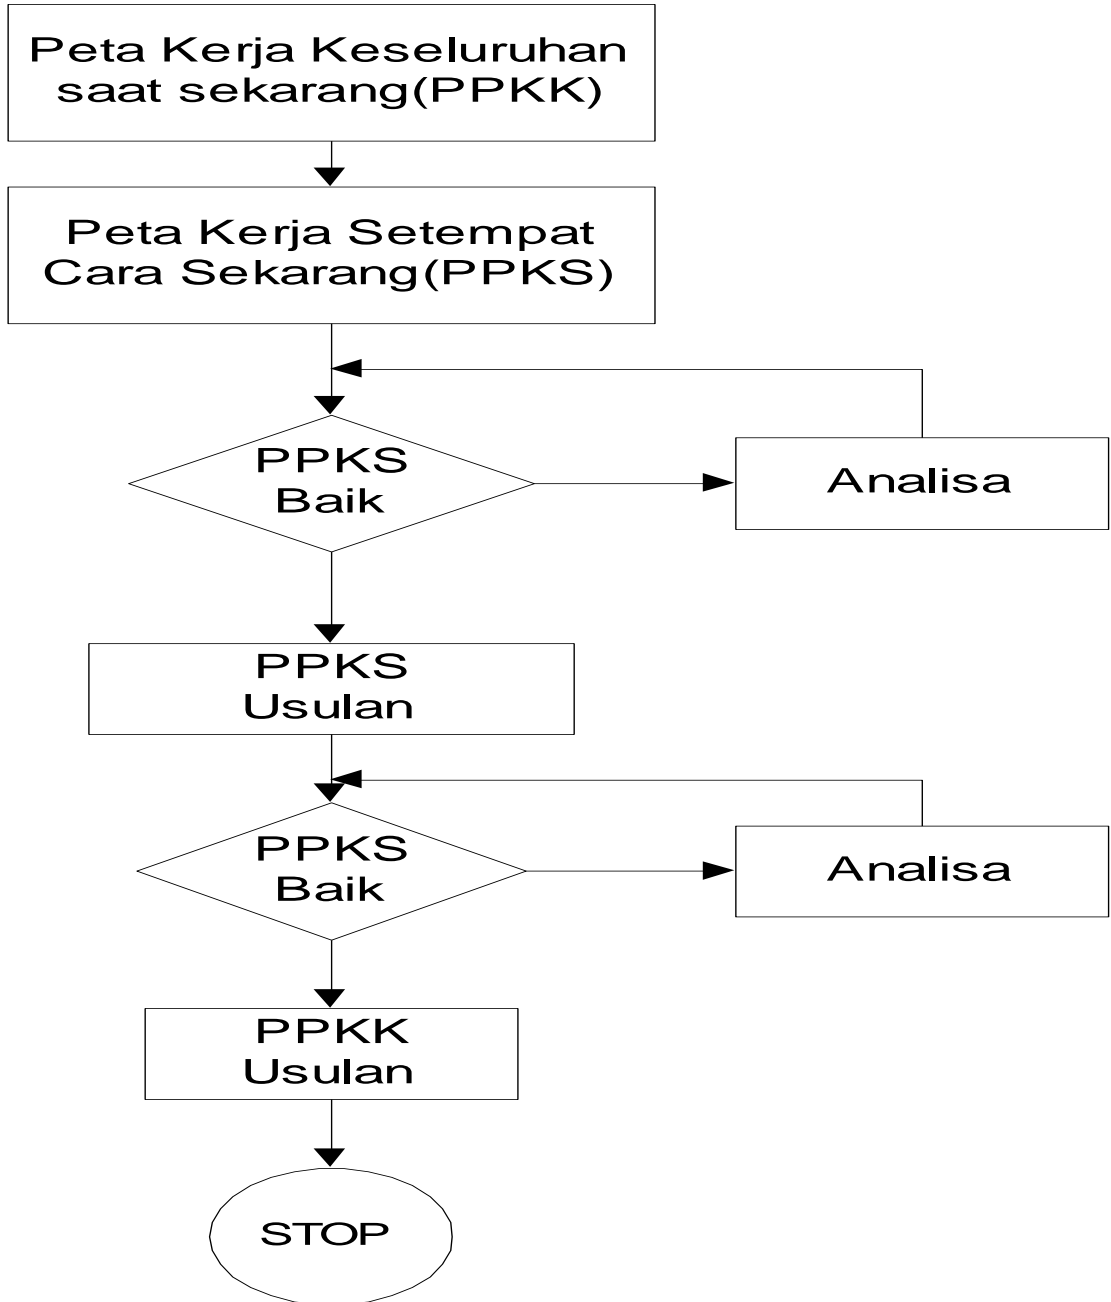 Peta Kerja Keseluruhan
saat sekarang(PPKK)
Peta Kerja Setempat
Cara Sekarang(PPKS)
PPKS
Baik
Analisa
PPKS
Usulan
PPKS
Baik
Analisa
PPKK
Usulan
STOP